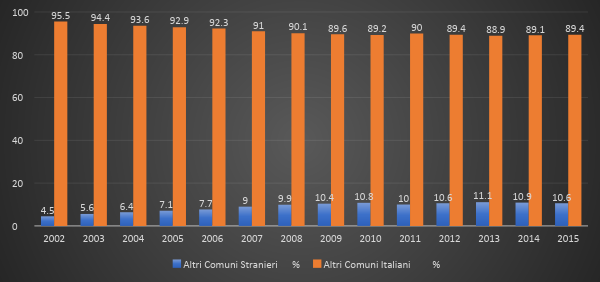 100
80
60
40
20
0
95.5 94.4 93.6 92.9 92.3 91 90.1 89.6 89.2 90 89.4 88.9 89.1 89.4
4.5 5.6 6.4 7.1 7.7 9 9.9 10.4 10.8 10 10.6 11.1 10.9 10.6
2002 2003 2004 2005 2006 2007 2008 2009 2010 2011 2012 2013 2014 2015
Altri Comuni Stranieri % Altri Comuni Italiani %